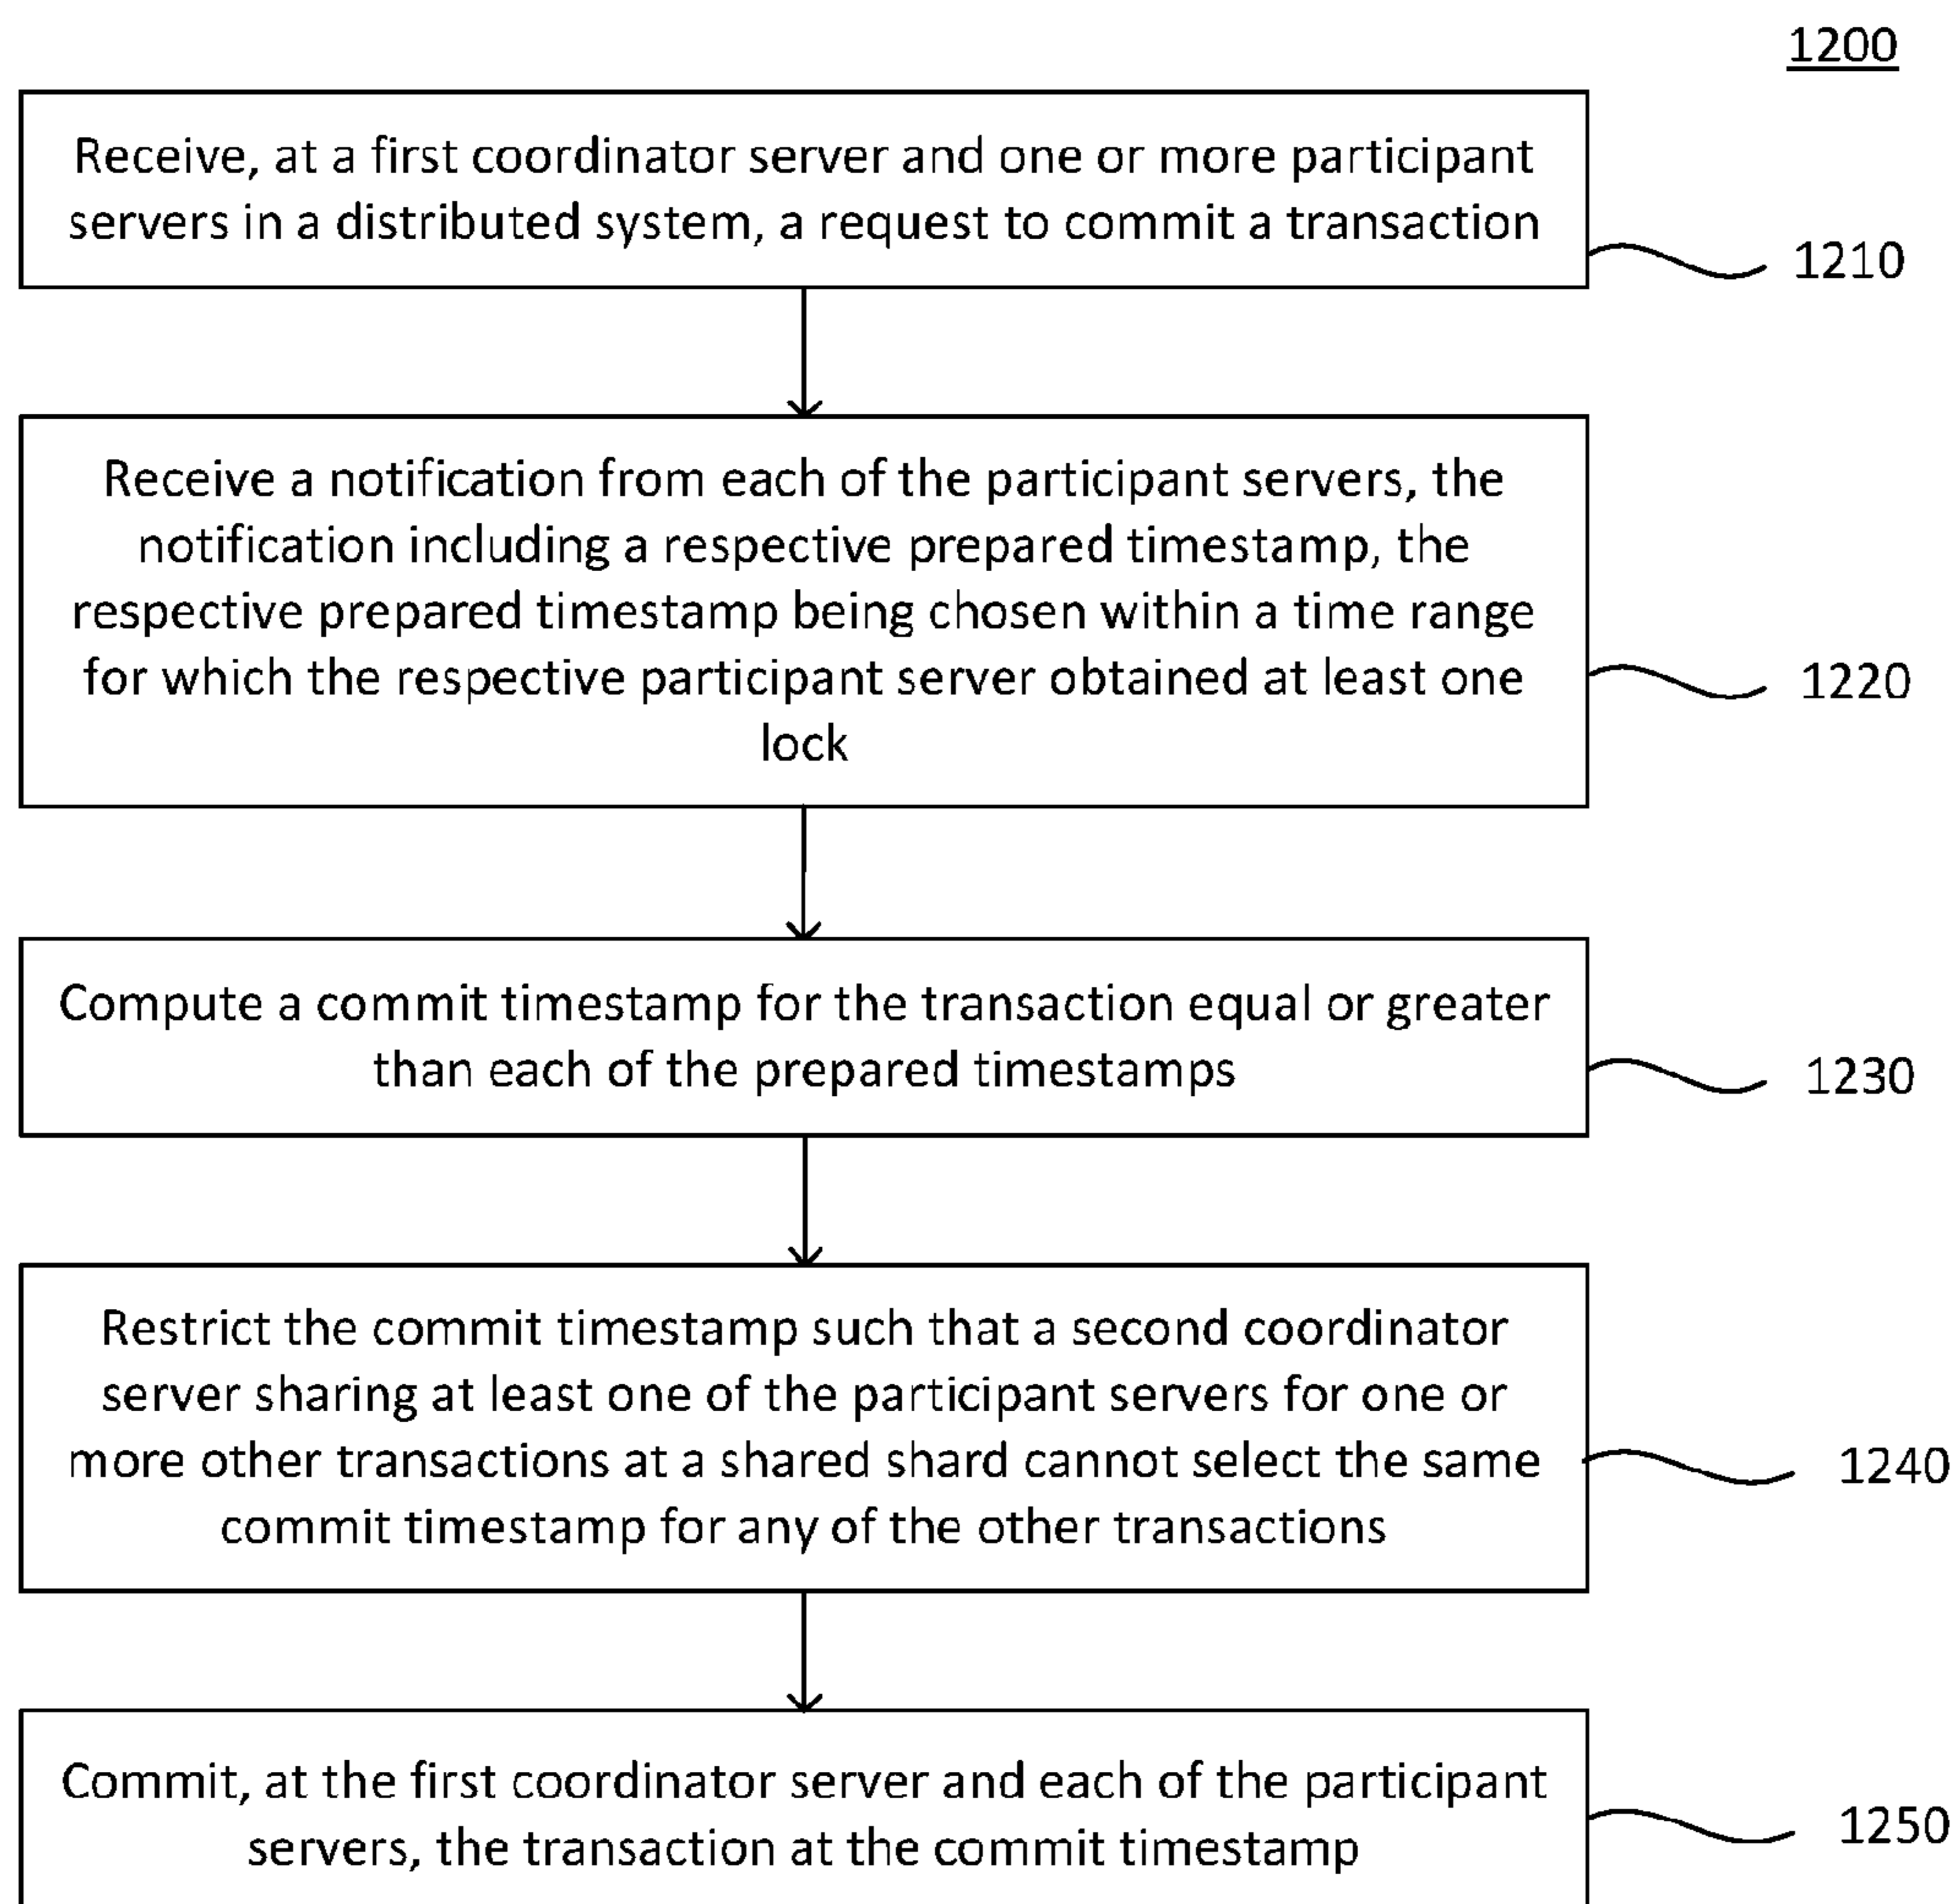 1200
Receive, at a first coordinator server and one or more participant
servers in a distributed system, a request to commit a transaction
1210
Receive a notification from each of the participant servers, the
notification including a respective prepared timestamp, the
respective prepared timestamp being chosen within a time range
for which the respective participant server obtained at least one
lock
1220
Compute a commit timestamp for the transaction equal or greater
than each of the prepared timestamps
1230
Restrict the commit timestamp such that a second coordinator
server sharing at least one of the participant servers for one or
more other transactions at a shared shard cannot select the same
commit timestamp for any of the other transactions
1240
Commit, at the first coordinator server and each of the participant
servers, the transaction at the commit timestamp
1250